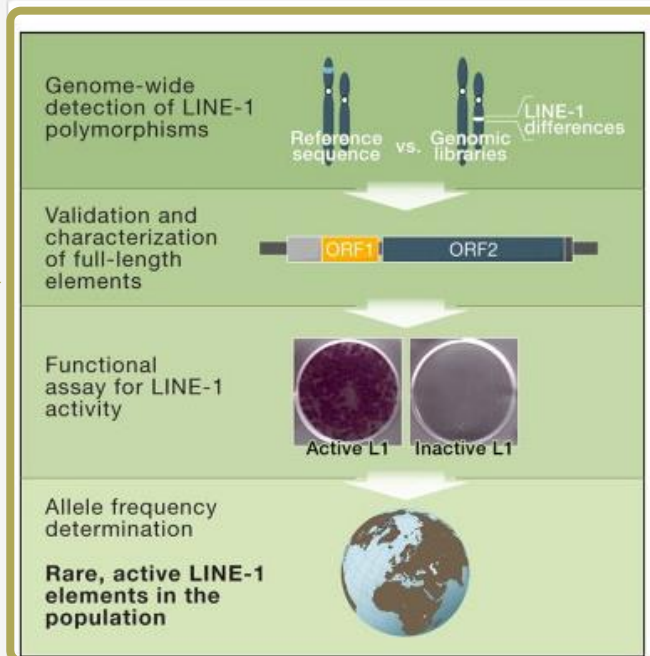 Genome-wide
detection of LINE-1
polymorphisms
Reference
sequence
vs.
Genomic
libraries
LINE-1
differences
Validation and
characterization
of full-length
elements
ORF1
ORF2
Functional
assay for LINE-1
activity
Active L1
Inactive L1
Allele frequency
determination
Rare, active LINE-1
elements in the
population